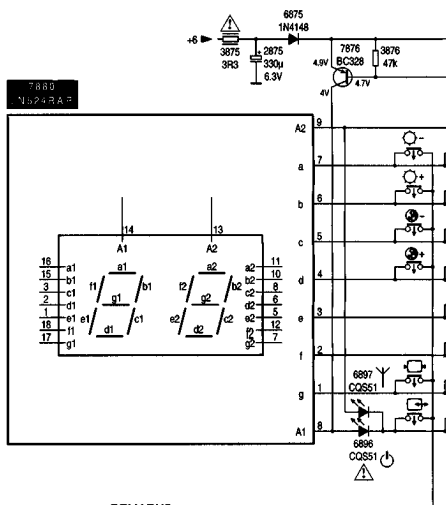 6875
1N4148
+6
3875
3R3
2875
330µ
6.3V
7876
BC328
3876
47k
4.9V
4.7V
4V
7880
A2 9
a 7
b 6
c 5
d 4
e 3
f 2
g 1
A1 8
14 13
A1 A2
16 a1
15 b1
3 c1
2 d1
1 e1
18 f1
17 g1
a1
f1 b1
g1
e1 c1
d1
a2
f2 b2
g2
e2 c2
d2
a2 11
b2 10
c2 8
d2 6
e2 5
f2 12
g2 7
6897
CQS51
6896
CQS51